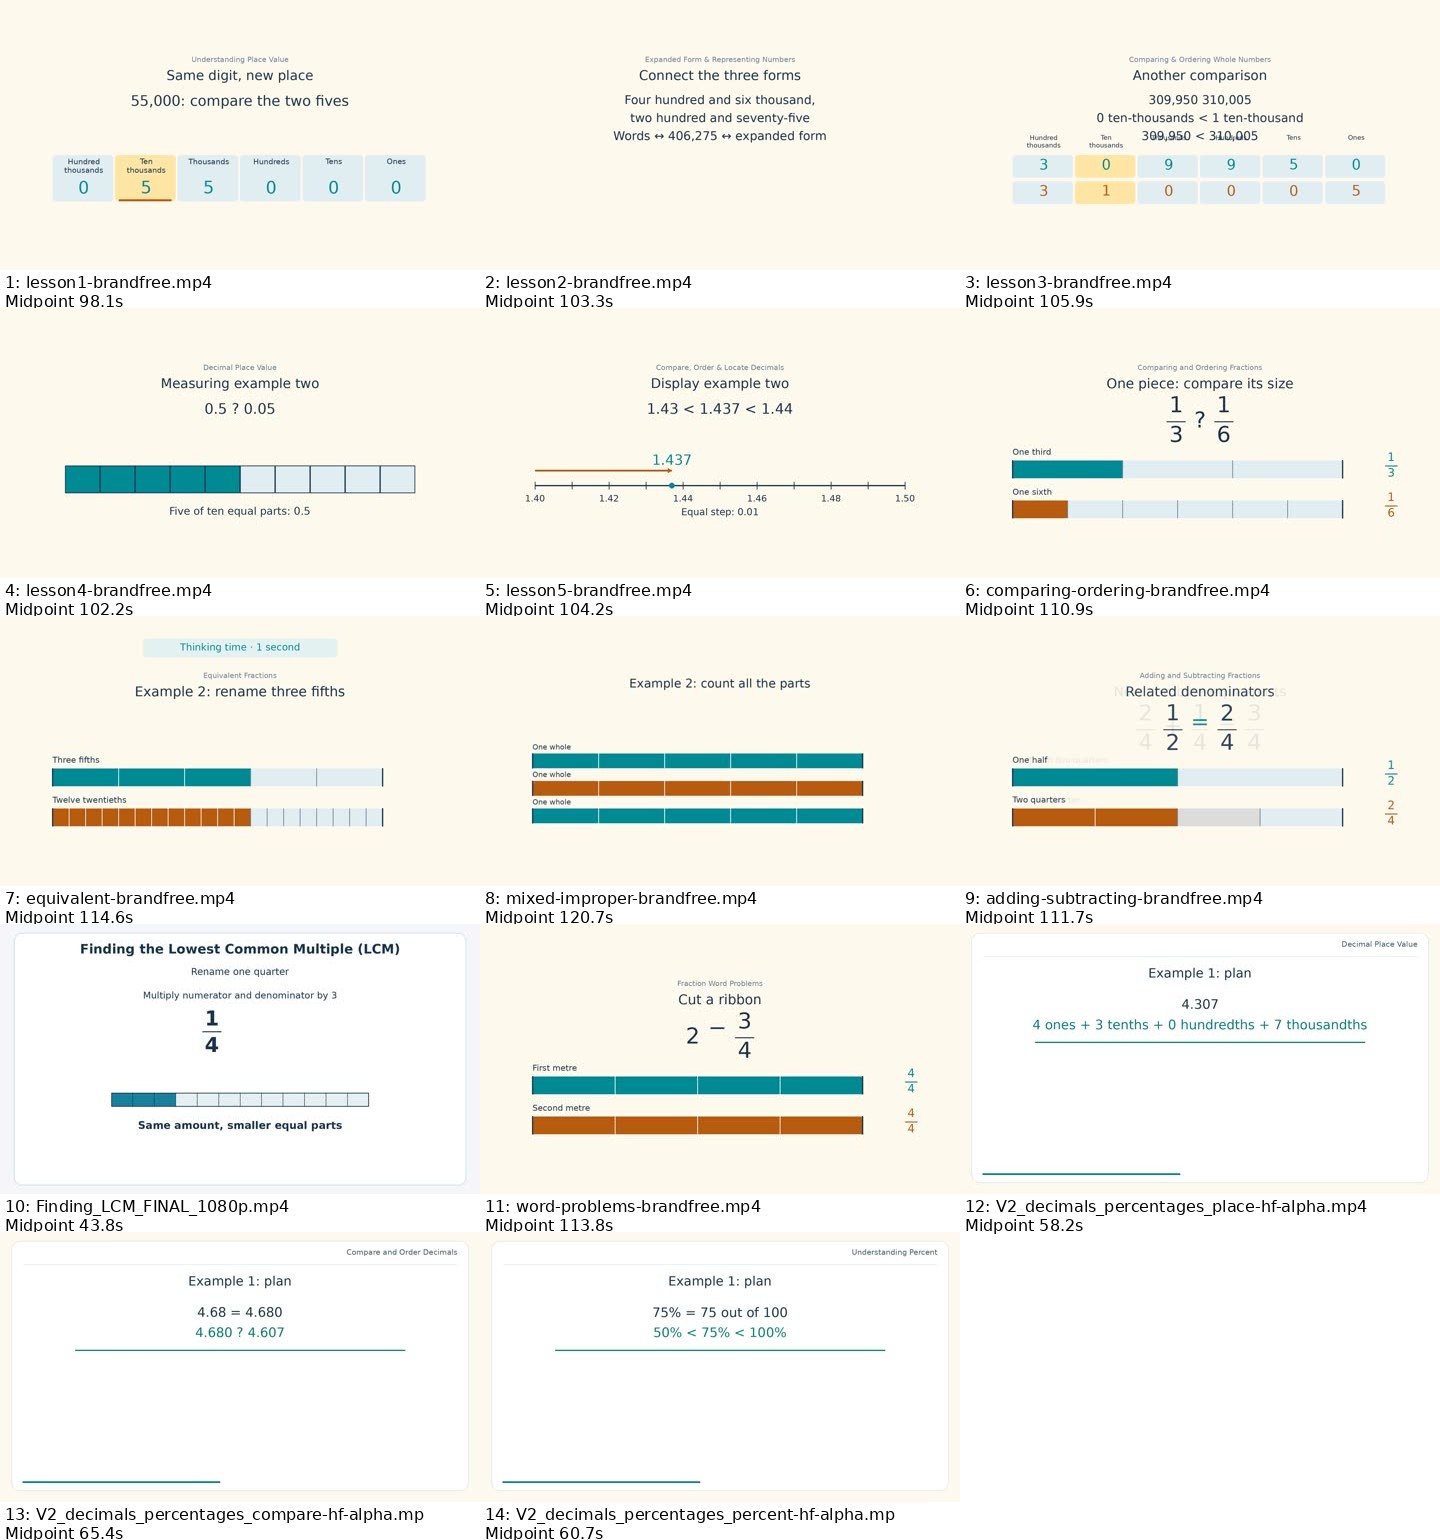 Understanding Place Value
Same digit, new place
55,000: compare the two fives
Hundred thousands
Ten thousands
Thousands
Hundreds
Tens
Ones
0 5 5 0 0 0
1: lesson1-brandfree.mp4
Midpoint 98.1s
Expanded Form & Representing Numbers
Connect the three forms
Four hundred and six thousand,
two hundred and seventy-five
Words ↔ 406,275 ↔ expanded form
2: lesson2-brandfree.mp4
Midpoint 103.3s
Comparing & Ordering Whole Numbers
Another comparison
309,950 310,005
0 ten-thousands < 1 ten-thousand
309,950 < 310,005
Hundred thousands
Ten thousands
Tens
Ones
3 0 9 9 5 0
3 1 0 0 0 5
3: lesson3-brandfree.mp4
Midpoint 105.9s
Decimal Place Value
Measuring example two
0.5 ? 0.05
Five of ten equal parts: 0.5
4: lesson4-brandfree.mp4
Midpoint 102.2s
Compare, Order & Locate Decimals
Display example two
1.43 < 1.437 < 1.44
1.437
1.40 1.42 1.44 1.46 1.48 1.50
Equal step: 0.01
5: lesson5-brandfree.mp4
Midpoint 104.2s
Comparing and Ordering Fractions
One piece: compare its size
1/3 ? 1/6
One third
1/3
One sixth
1/6
6: comparing-ordering-brandfree.mp4
Midpoint 110.9s
Thinking time · 1 second
Equivalent Fractions
Example 2: rename three fifths
Three fifths
Twelve twentieths
7: equivalent-brandfree.mp4
Midpoint 114.6s
Example 2: count all the parts
One whole
One whole
One whole
8: mixed-improper-brandfree.mp4
Midpoint 120.7s
Adding and Subtracting Fractions
Related denominators
1/2 = 2/4
One half
1/2
Two quarters
2/4
9: adding-subtracting-brandfree.mp4
Midpoint 111.7s
Finding the Lowest Common Multiple (LCM)
Rename one quarter
Multiply numerator and denominator by 3
1/4
Same amount, smaller equal parts
10: Finding_LCM_FINAL_1080p.mp4
Midpoint 43.8s
Fraction Word Problems
Cut a ribbon
2 − 3/4
First metre
4/4
Second metre
4/4
11: word-problems-brandfree.mp4
Midpoint 113.8s
Decimal Place Value
Example 1: plan
4.307
4 ones + 3 tenths + 0 hundredths + 7 thousandths
12: V2_decimals_percentages_place-hf-alpha.mp4
Midpoint 58.2s
Compare and Order Decimals
Example 1: plan
4.68 = 4.680
4.680 ? 4.607
13: V2_decimals_percentages_compare-hf-alpha.mp
Midpoint 65.4s
Understanding Percent
Example 1: plan
75% = 75 out of 100
50% < 75% < 100%
14: V2_decimals_percentages_percent-hf-alpha.mp
Midpoint 60.7s